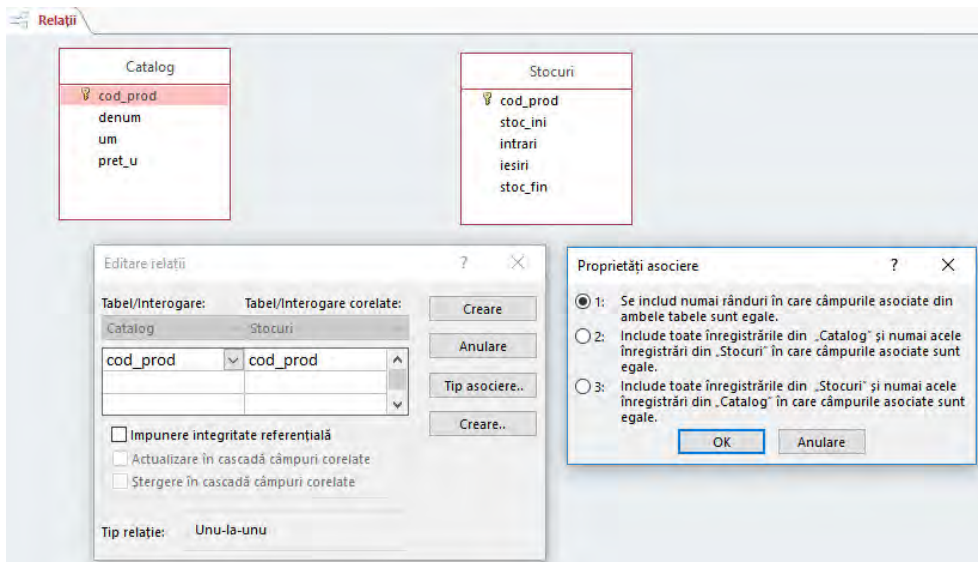 Relații
Catalog
cod_prod
denum
um
pret_u
Stocuri
cod_prod
stoc_ini
intrari
iesiri
stoc_fin
Editare relații ? ×
Tabel/Interogare: Tabel/Interogare corelate:
Catalog Stocuri
cod_prod cod_prod
Creare
Anulare
Tip asociere..
Creare..
Impunere integritate referențială
Actualizare în cascadă câmpuri corelate
Ștergere în cascadă câmpuri corelate
Tip relație: Unu-la-unu
Proprietăți asociere ? ×
1: Se includ numai rânduri în care câmpurile asociate din
ambele tabele sunt egale.
2: Include toate înregistrările din „Catalog” și numai acele
înregistrări din „Stocuri” în care câmpurile asociate sunt
egale.
3: Include toate înregistrările din „Stocuri” și numai acele
înregistrări din „Catalog” în care câmpurile asociate sunt
egale.
OK Anulare